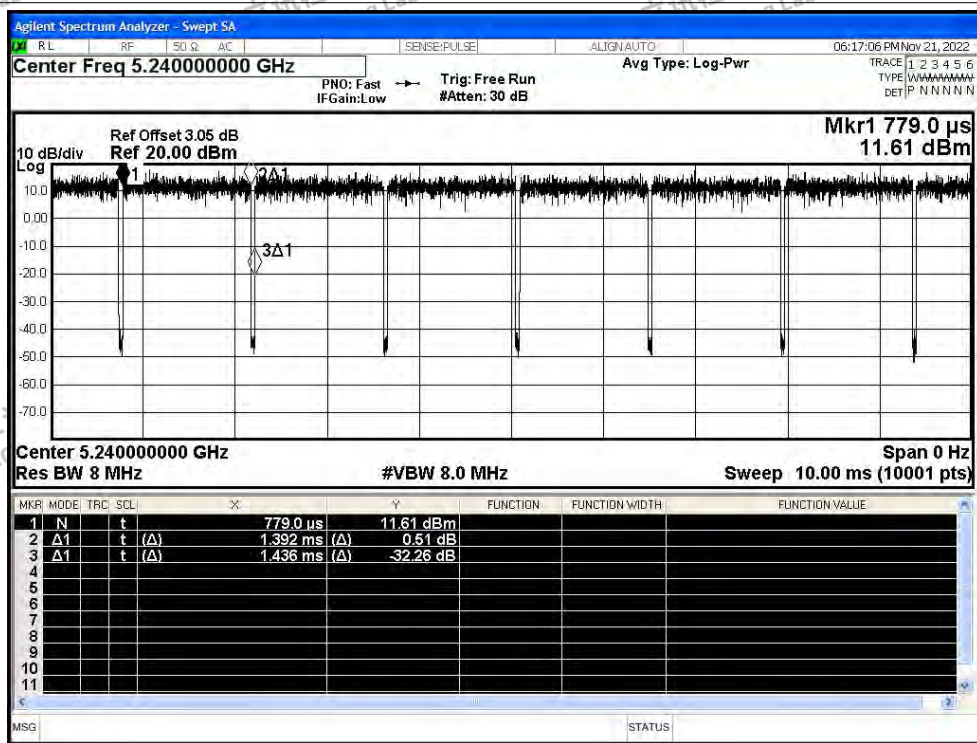 Agilent Spectrum Analyzer - Swept SA
RL RF 50 Ω AC SENSE:PULSE ALIGN AUTO 06:17:06 PM Nov 21, 2022
Center Freq 5.240000000 GHz
PNO: Fast
IFGain:Low
Trig: Free Run
#Atten: 30 dB
Avg Type: Log-Pwr
TRACE 1 2 3 4 5 6
TYPE WWWWWW
DET P N N N N N
Ref Offset 3.05 dB
10 dB/div Ref 20.00 dBm
Log
Mkr1 779.0 µs
11.61 dBm
1
2Δ1
3Δ1
10.0
0.00
-10.0
-20.0
-30.0
-40.0
-50.0
-60.0
-70.0
Center 5.240000000 GHz Span 0 Hz
Res BW 8 MHz #VBW 8.0 MHz Sweep 10.00 ms (10001 pts)
MKR MODE TRC SCL X Y FUNCTION FUNCTION WIDTH FUNCTION VALUE
1 N t 779.0 µs 11.61 dBm
2 Δ1 t (Δ) 1.392 ms (Δ) 0.51 dB
3 Δ1 t (Δ) 1.436 ms (Δ) -32.26 dB
4
5
6
7
8
9
10
11
MSG STATUS